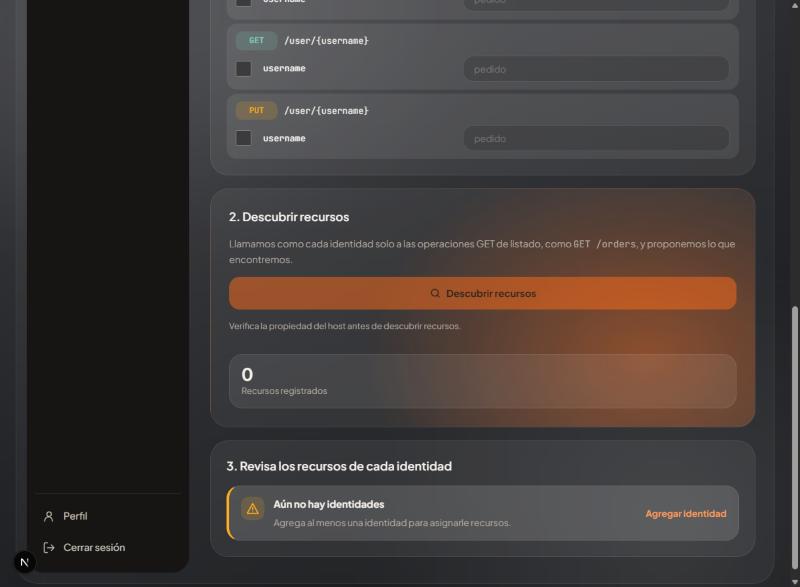 username
pedido
GET /user/{username}
username
pedido
PUT /user/{username}
username
pedido
2. Descubrir recursos
Llamamos como cada identidad solo a las operaciones GET de listado, como GET /orders, y proponemos lo que
encontremos.
Descubrir recursos
Verifica la propiedad del host antes de descubrir recursos.
0
Recursos registrados
3. Revisa los recursos de cada identidad
Aún no hay identidades
Agrega al menos una identidad para asignarle recursos.
Agregar identidad
Perfil
Cerrar sesión
N